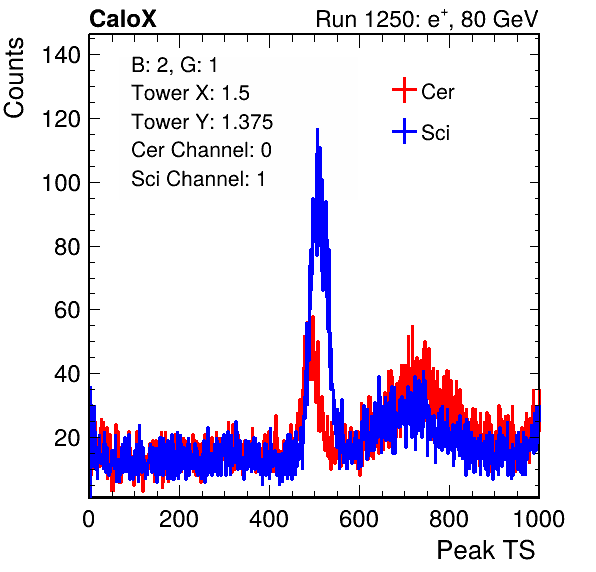 CaloX Run 1250: e⁺, 80 GeV
Counts
B: 2, G: 1
Tower X: 1.5
Tower Y: 1.375
Cer Channel: 0
Sci Channel: 1
Cer
Sci
140
120
100
80
60
40
20
0 200 400 600 800 1000
Peak TS